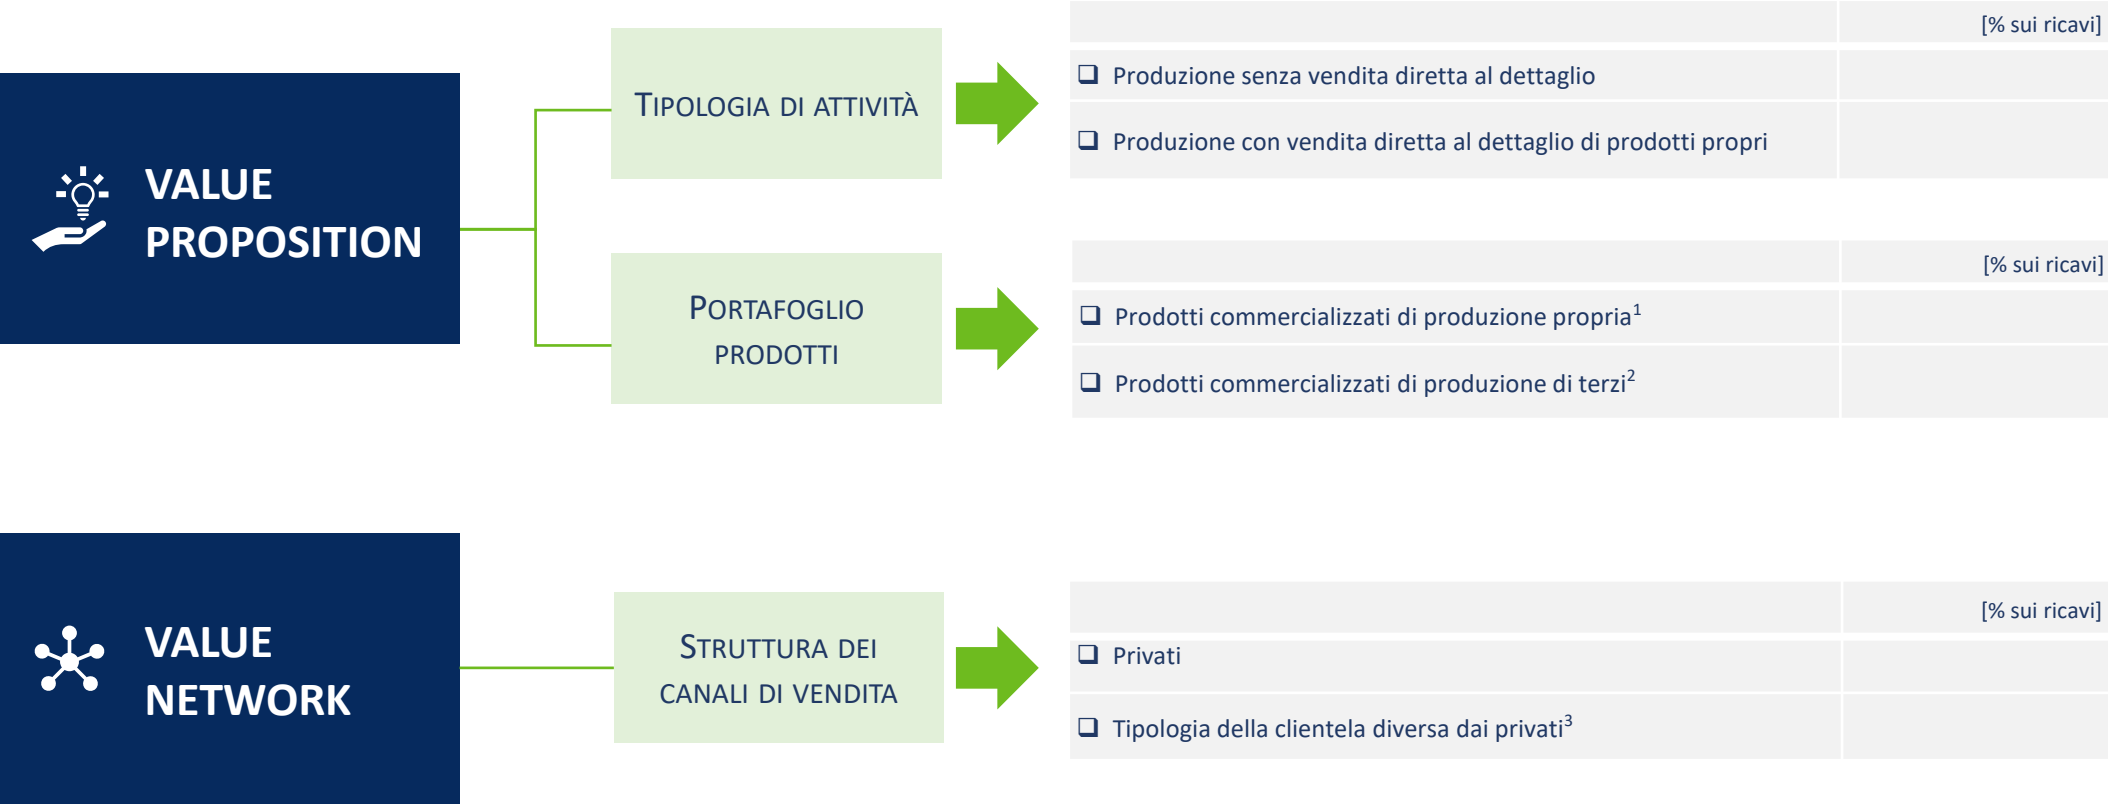 VALUE
PROPOSITION
TIPOLOGIA DI ATTIVITÀ
[% sui ricavi]
❑ Produzione senza vendita diretta al dettaglio
❑ Produzione con vendita diretta al dettaglio di prodotti propri
PORTAFOGLIO
PRODOTTI
[% sui ricavi]
❑ Prodotti commercializzati di produzione propria¹
❑ Prodotti commercializzati di produzione di terzi²
VALUE
NETWORK
STRUTTURA DEI
CANALI DI VENDITA
[% sui ricavi]
❑ Privati
❑ Tipologia della clientela diversa dai privati³